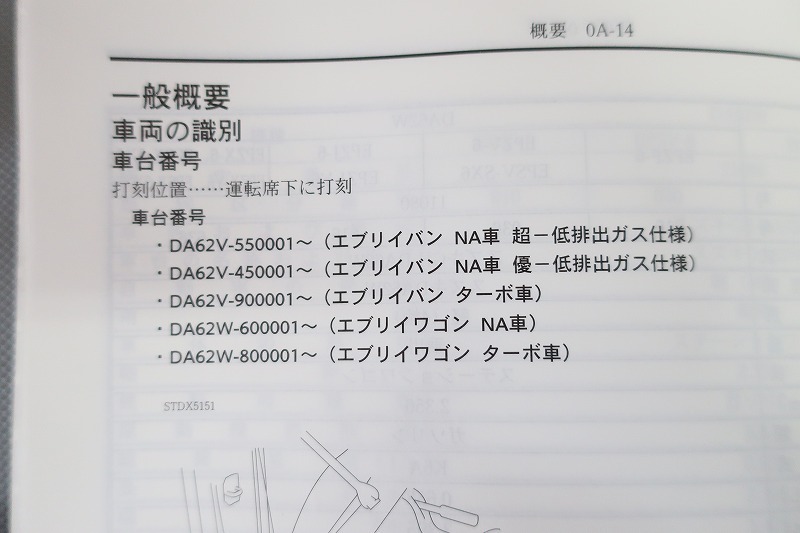 概要 0A-14
一般概要
車両の識別
車台番号
打刻位置……運転席下に打刻
車台番号
・DA62V-550001～（エブリイバン NA車 超－低排出ガス仕様）
・DA62V-450001～（エブリイバン NA車 優－低排出ガス仕様）
・DA62V-900001～（エブリイバン ターボ車）
・DA62W-600001～（エブリイワゴン NA車）
・DA62W-800001～（エブリイワゴン ターボ車）
STDX5151